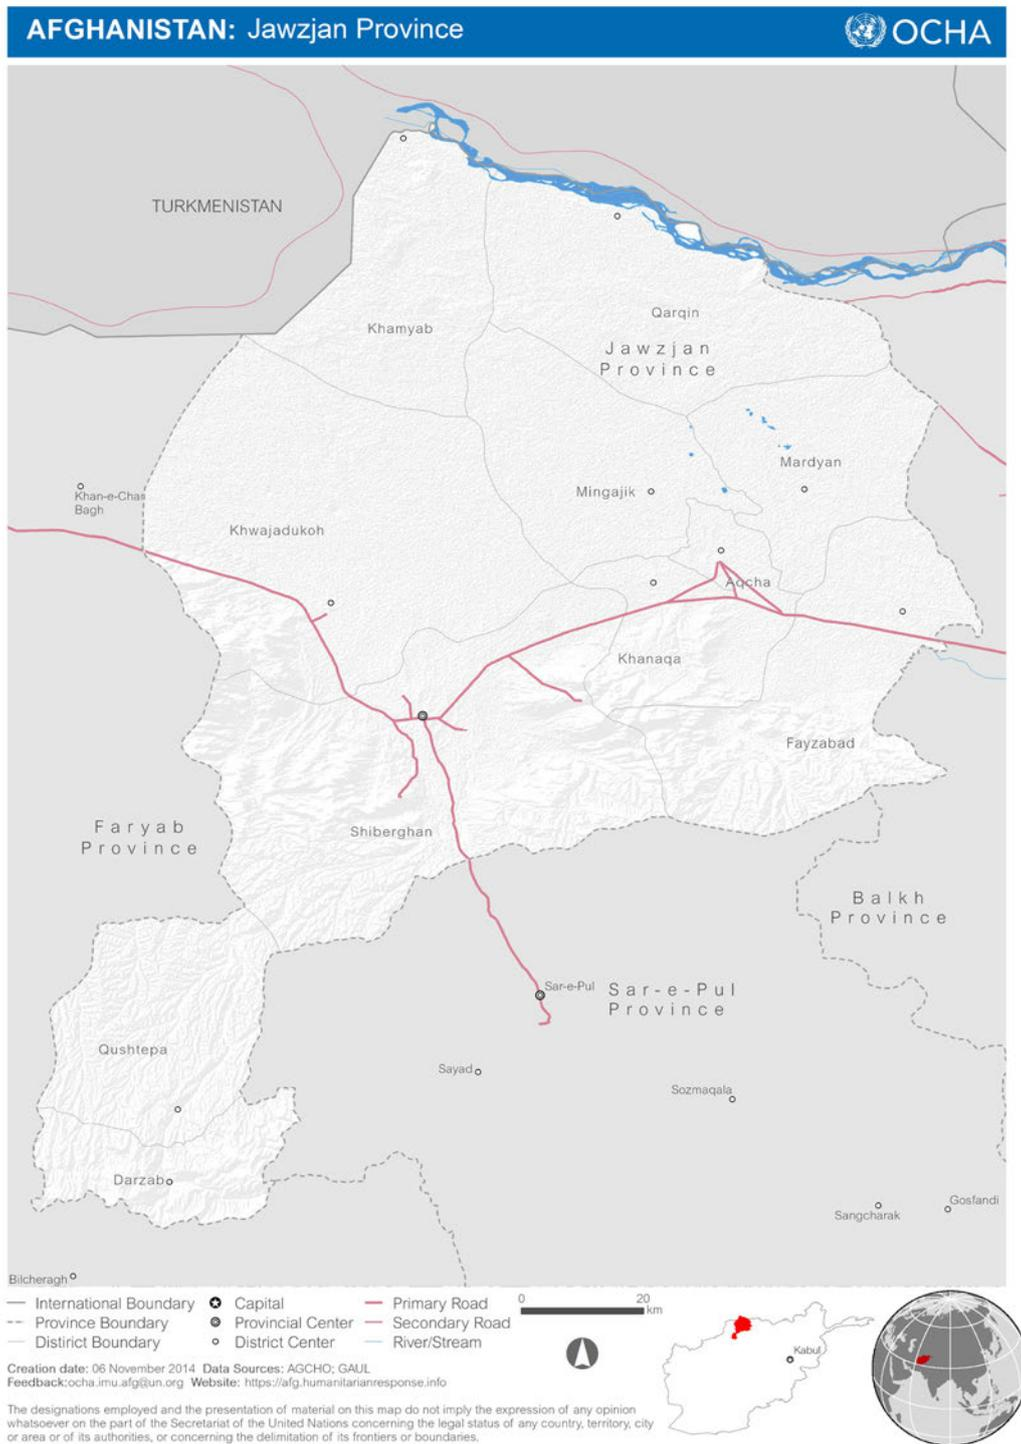 AFGHANISTAN: Jawzjan Province
OCHA
TURKMENISTAN
Khamyab
Qarqin
Jawzjan
Province
Mardyan
Mingajik
Khan-e-Char
Bagh
Khwajadukoh
Aqcha
Khanaqa
Fayzabad
Shiberghan
Faryab
Province
Balkh
Province
Sar-e-Pul
Sar-e-Pul
Province
Qushtepa
Sayad
Sozmaqala
Darzab
Gosfandi
Sangcharak
Bilcheragh
International Boundary
Province Boundary
Disitrict Boundary
Capital
Provincial Center
District Center
Primary Road
Secondary Road
River/Stream
0 20
km
Kabul
Creation date: 06 November 2014 Data Sources: AGCHO; GAUL
Feedback:ocha.imu.afg@un.org Website: https://afg.humanitarianresponse.info
The designations employed and the presentation of material on this map do not imply the expression of any opinion
whatsoever on the part of the Secretariat of the United Nations concerning the legal status of any country, territory, city
or area or of its authorities, or concerning the delimitation of its frontiers or boundaries.